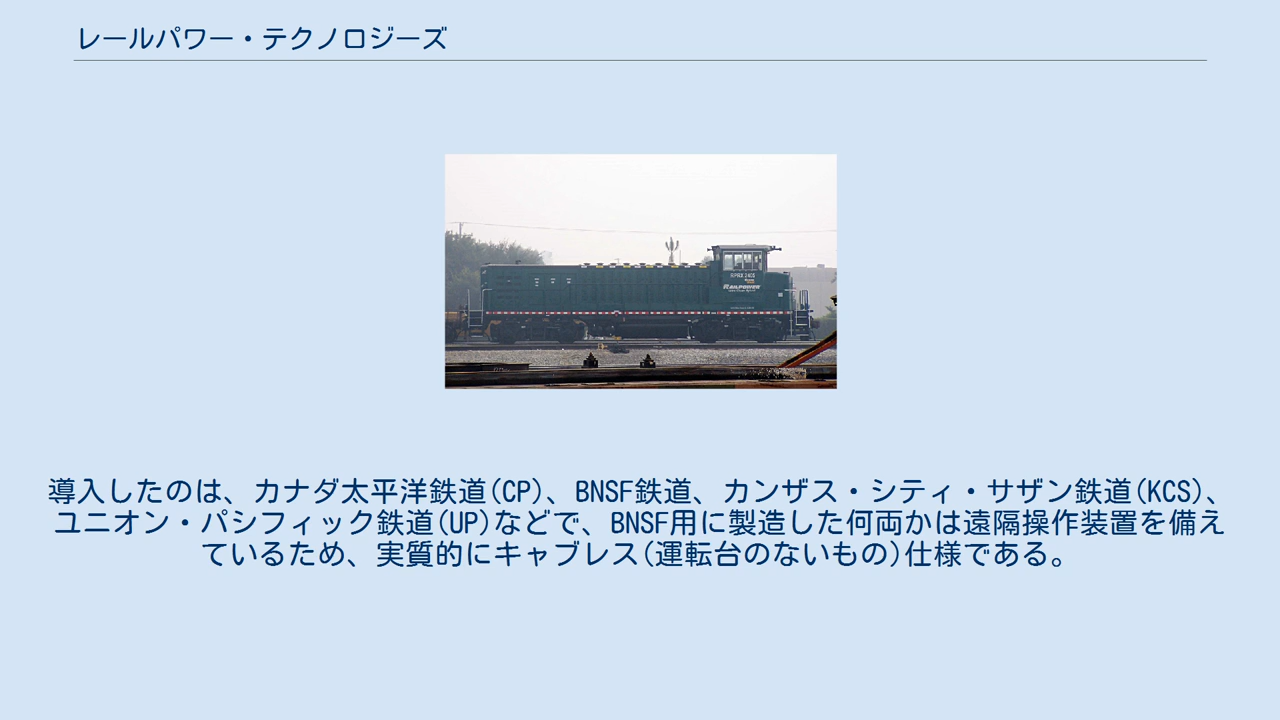 レールパワー・テクノロジーズ
RPRX 2409
RAILPOWER
導入したのは、カナダ太平洋鉄道(CP)、BNSF鉄道、カンザス・シティ・サザン鉄道(KCS)、
ユニオン・パシフィック鉄道(UP)などで、BNSF用に製造した何両かは遠隔操作装置を備え
ているため、実質的にキャブレス(運転台のないもの)仕様である。